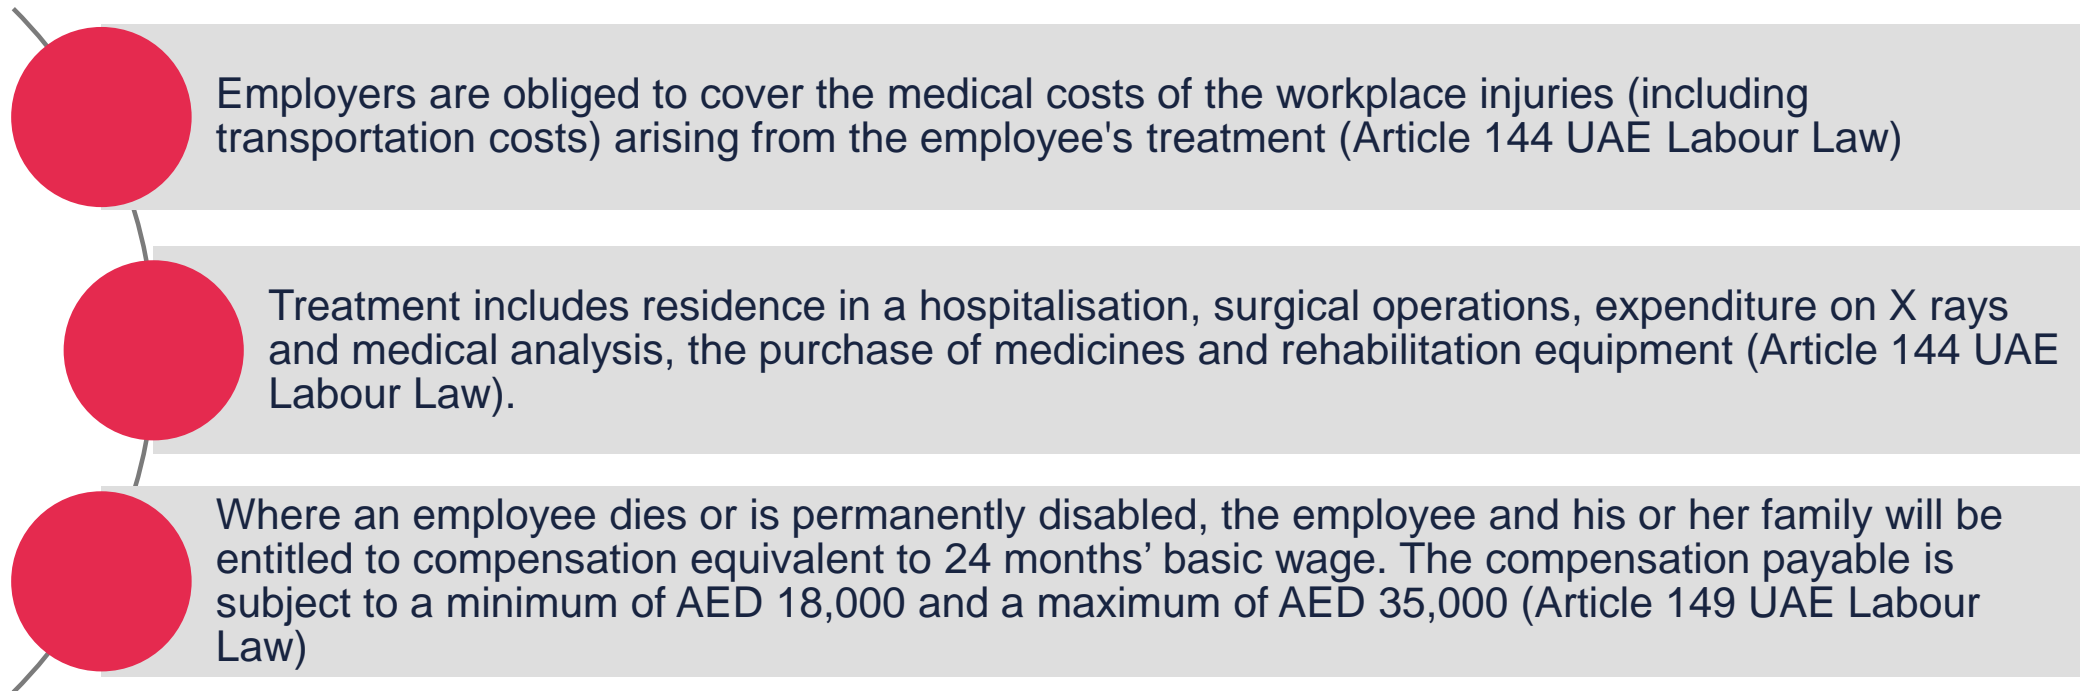 Employers are obliged to cover the medical costs of the workplace injuries (including
transportation costs) arising from the employee's treatment (Article 144 UAE Labour Law)
Treatment includes residence in a hospitalisation, surgical operations, expenditure on X rays
and medical analysis, the purchase of medicines and rehabilitation equipment (Article 144 UAE
Labour Law).
Where an employee dies or is permanently disabled, the employee and his or her family will be
entitled to compensation equivalent to 24 months’ basic wage. The compensation payable is
subject to a minimum of AED 18,000 and a maximum of AED 35,000 (Article 149 UAE Labour
Law)